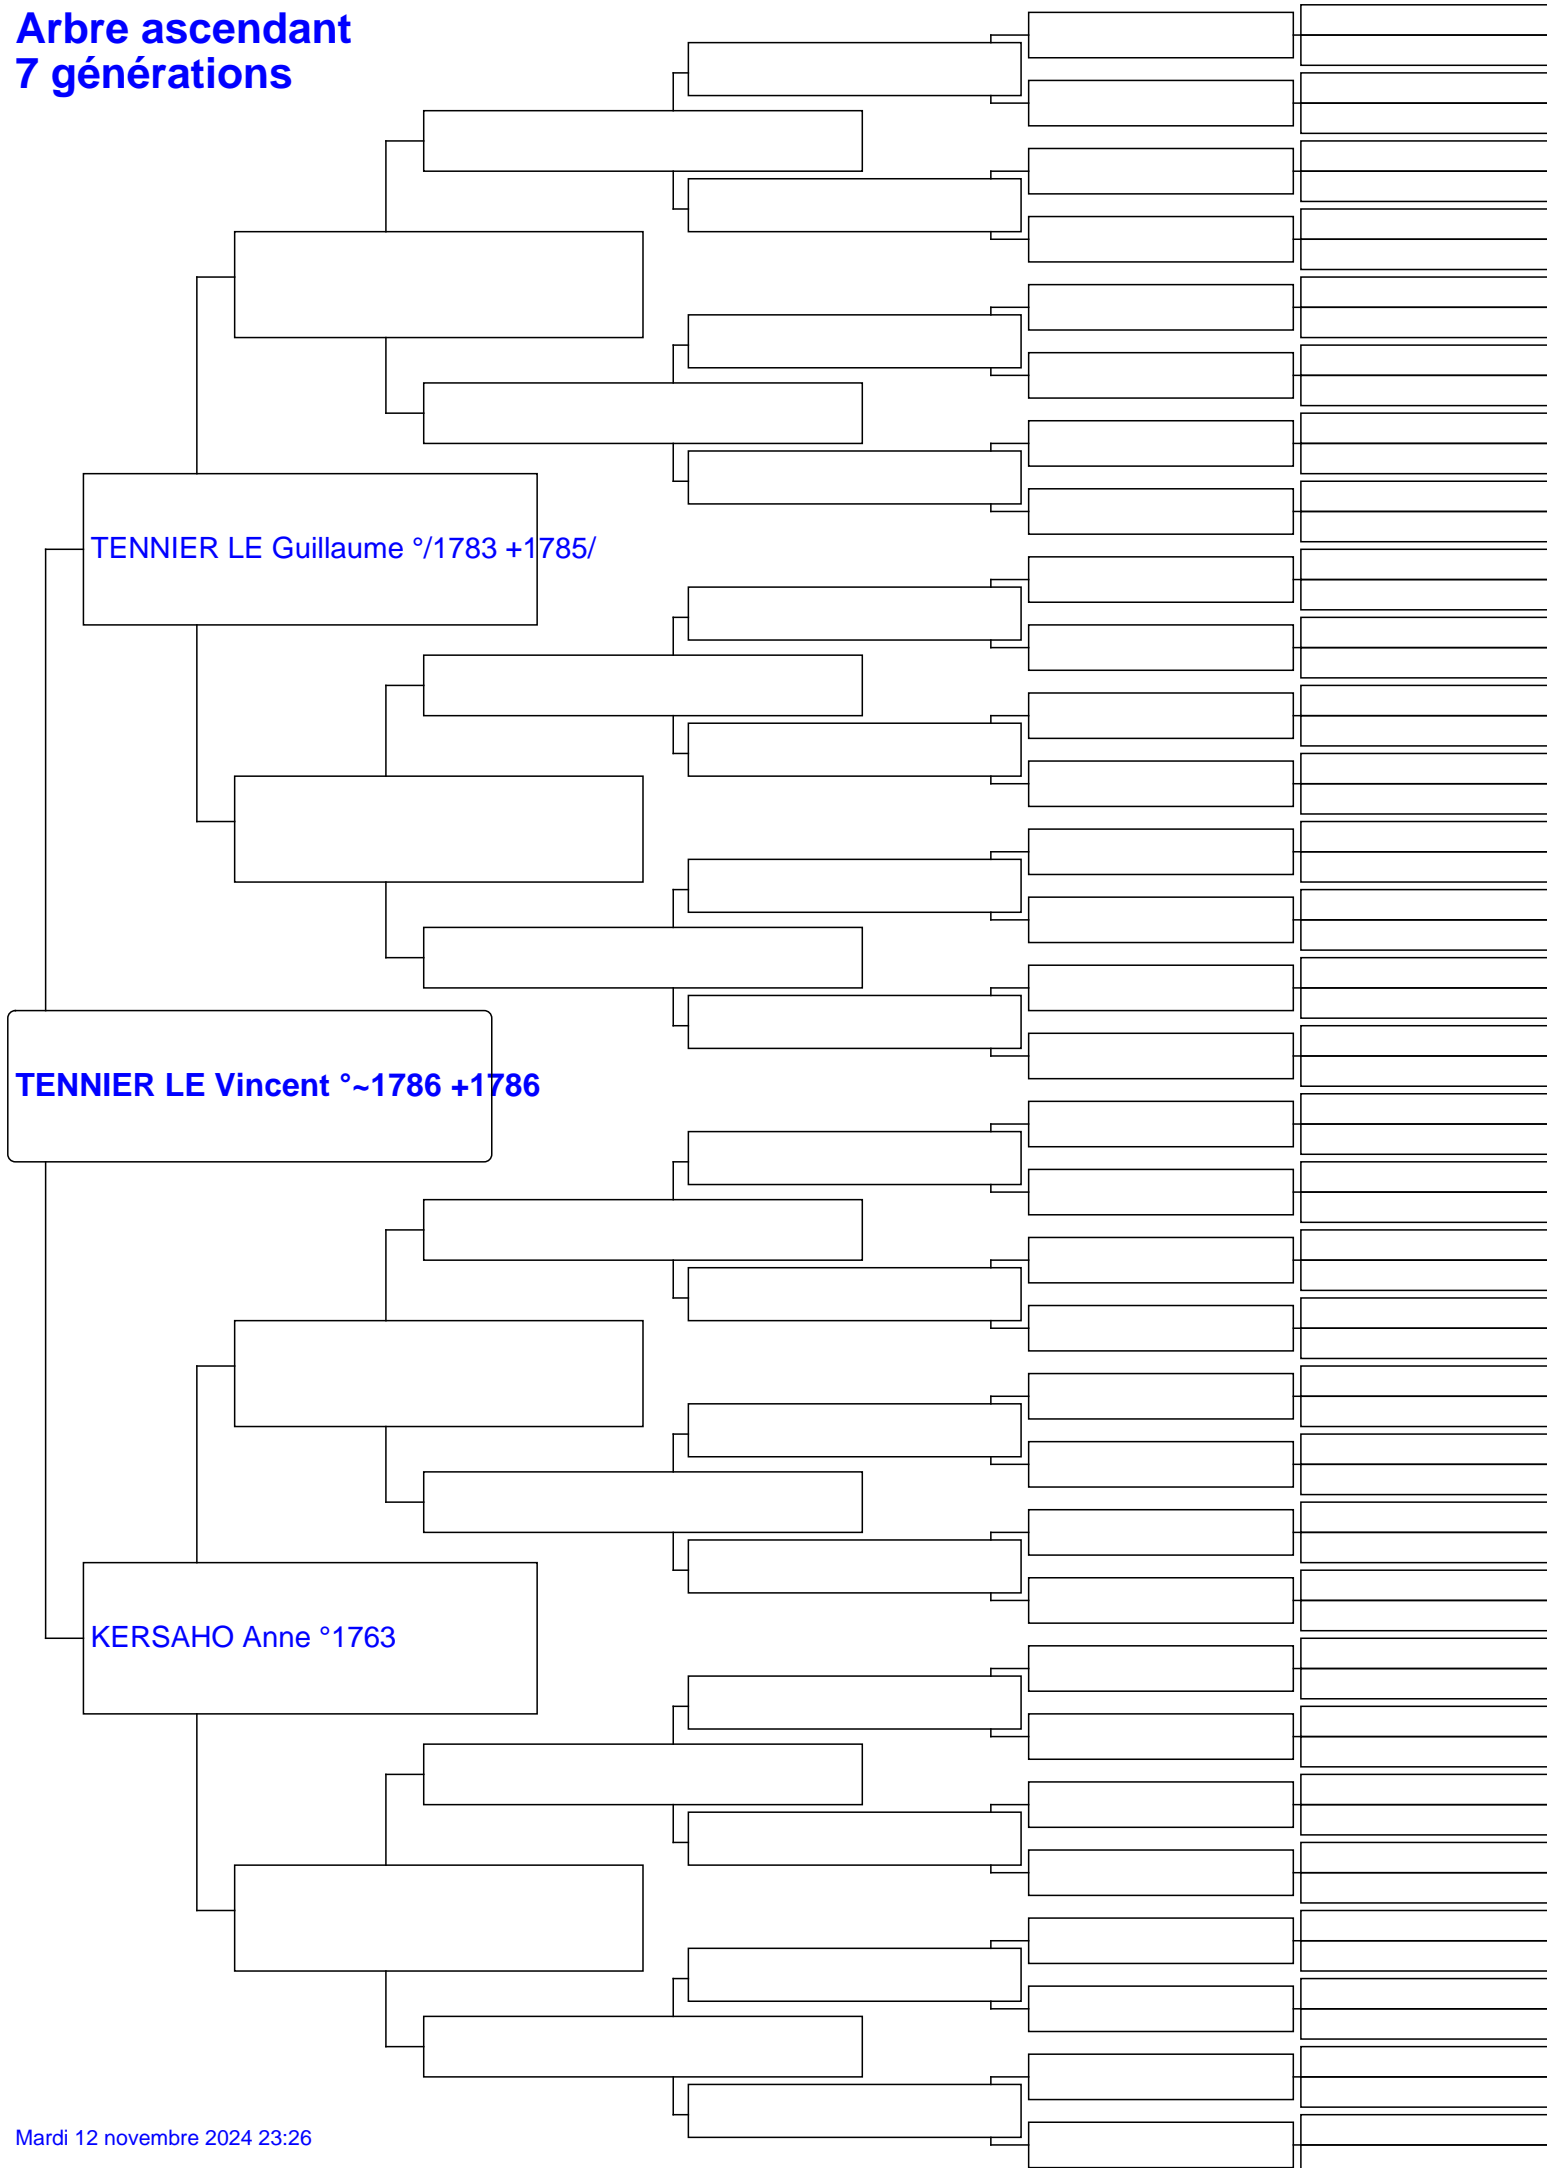 Arbre ascendant
7 générations
TENNIER LE Guillaume °/1783 +1785/
TENNIER LE Vincent °~1786 +1786
KERSAHO Anne °1763
Mardi 12 novembre 2024 23:26